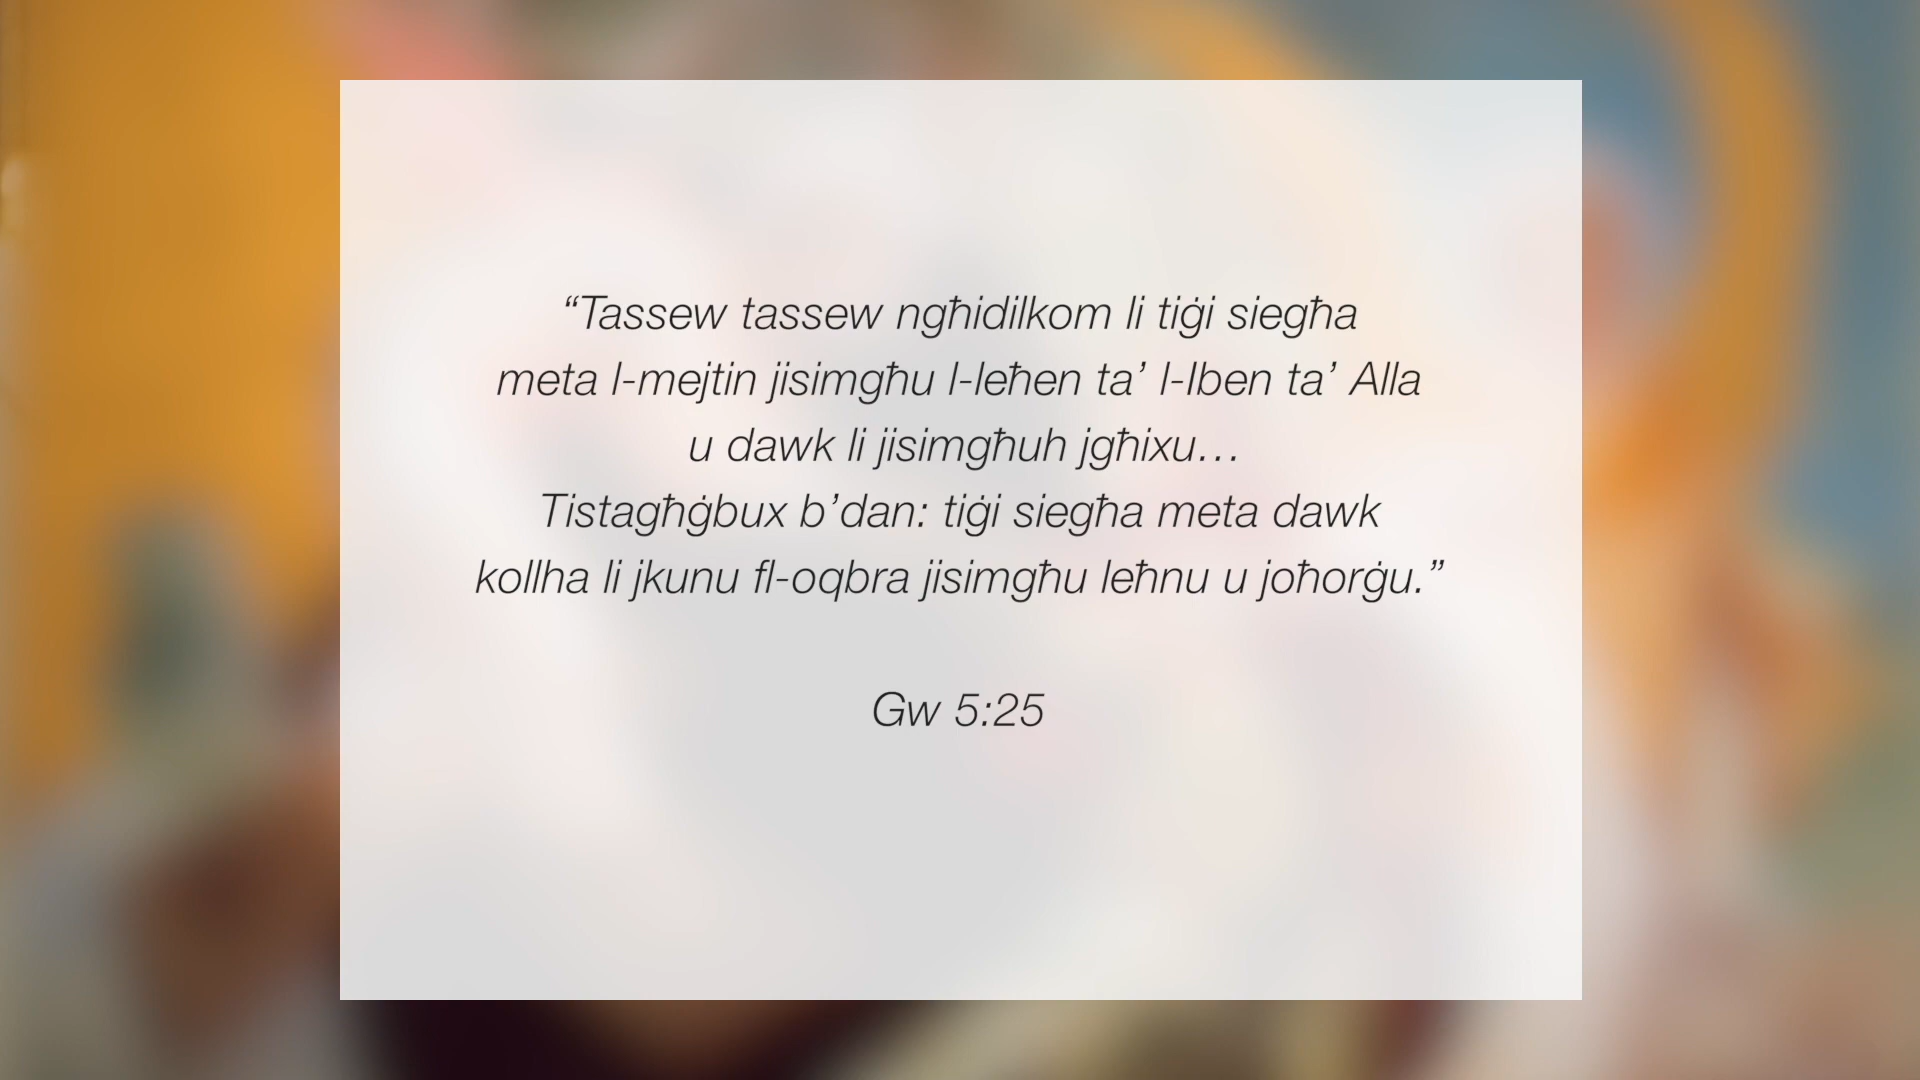 “Tassew tassew ngħidilkom li tiġi siegħa
meta l-mejtin jisimgħu l-leħen ta’ l-Iben ta’ Alla
u dawk li jisimgħuh jgħixu…
Tistagħġbux b’dan: tiġi siegħa meta dawk
kollha li jkunu fl-oqbra jisimgħu leħnu u joħorġu.”
Gw 5:25